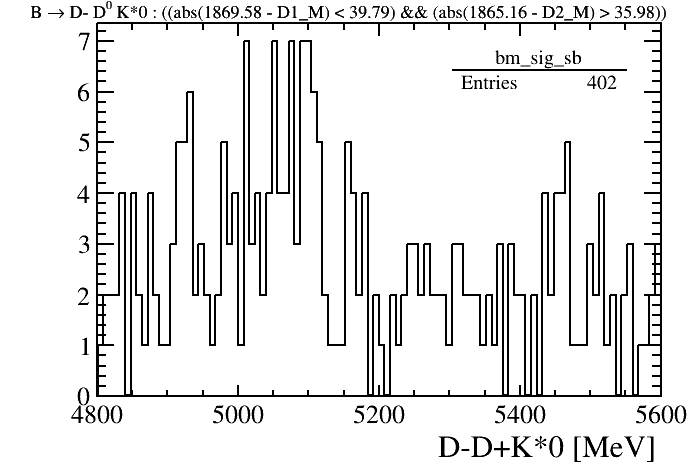 B → D- D⁰ K*0 : ((abs(1869.58 - D1_M) < 39.79) && (abs(1865.16 - D2_M) > 35.98))
bm_sig_sb
Entries 402
7
6
5
4
3
2
1
0
4800 5000 5200 5400 5600
D-D+K*0 [MeV]